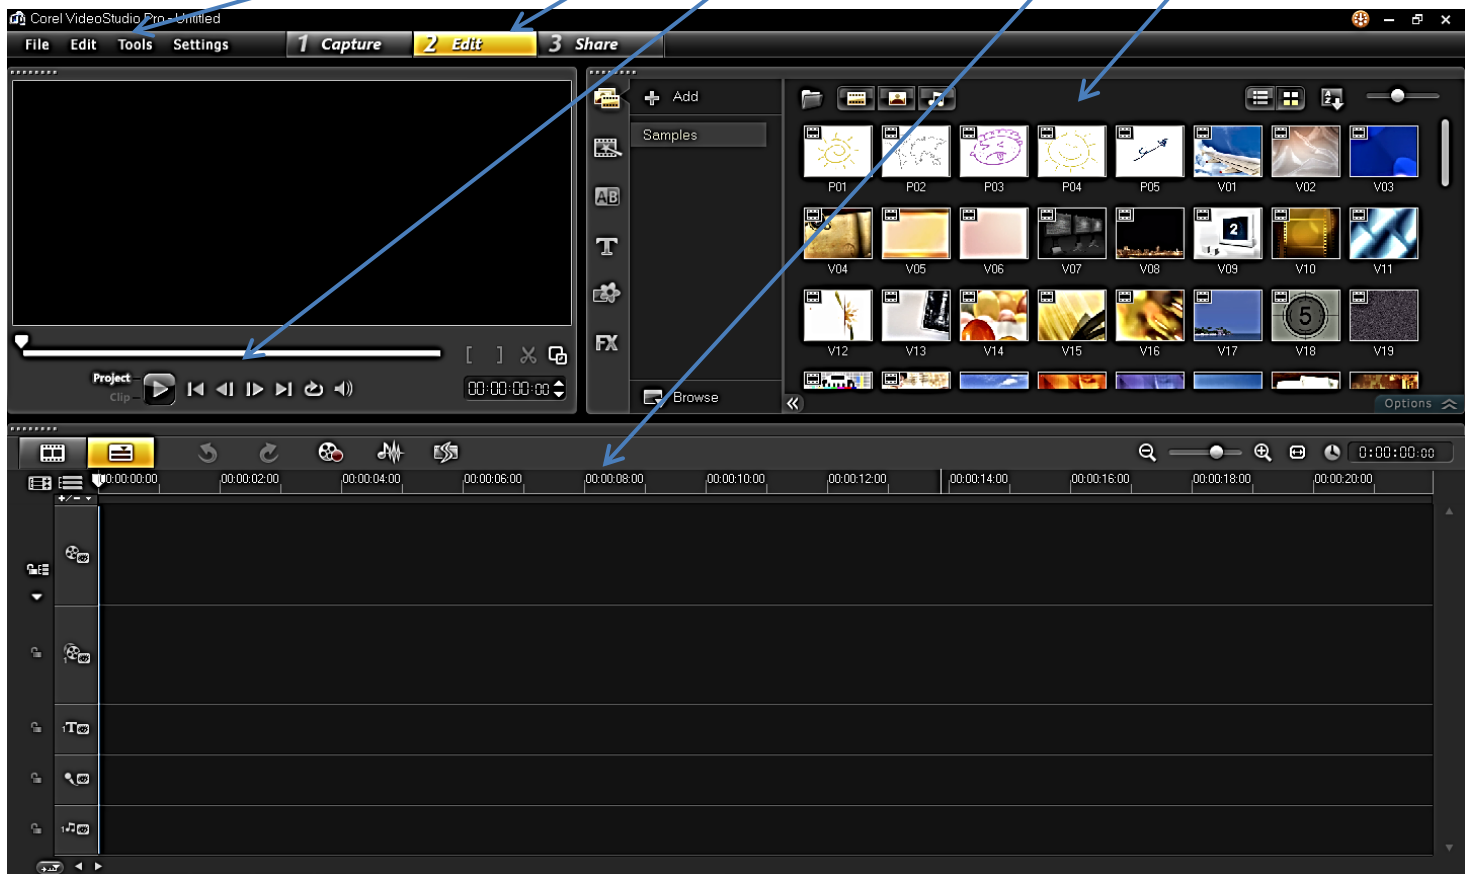 Corel VideoStudio Pro - Untitled
File Edit Tools Settings 1 Capture 2 Edit 3 Share
Add
Samples
P01 P02 P03 P04 P05 V01 V02 V03
AB
2
T
V04 V05 V06 V07 V08 V09 V10 V11
5
FX
V12 V13 V14 V15 V16 V17 V18 V19
[ ]
Project
Clip
00:00:00:00
Browse
Options
0:00:00:00
00:00:00:00 00:00:02:00 00:00:04:00 00:00:06:00 00:00:08:00 00:00:10:00 00:00:12:00 00:00:14:00 00:00:16:00 00:00:18:00 00:00:20:00
+/-
1
1T
1